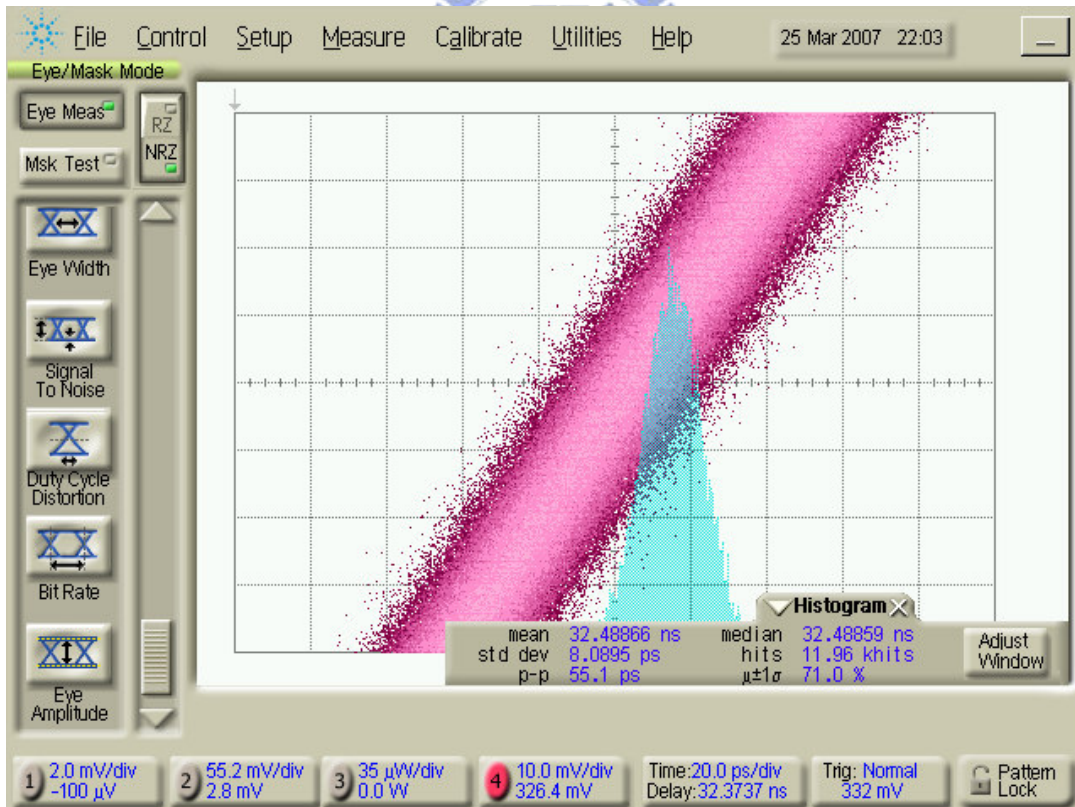 File Control Setup Measure Calibrate Utilities Help 25 Mar 2007 22:03
Eye/Mask Mode
Eye Meas
RZ
NRZ
Msk Test
Eye Width
Signal
To Noise
Duty Cycle
Distortion
Bit Rate
Eye
Amplitude
Histogram
mean 32.48866 ns median 32.48859 ns
std dev 8.0895 ps hits 11.96 khits
p-p 55.1 ps µ±1σ 71.0 %
Adjust
Window
1 2.0 mV/div
-100 µV
2 55.2 mV/div
2.8 mV
3 35 µW/div
0.0 W
4 10.0 mV/div
326.4 mV
Time:20.0 ps/div
Delay:32.3737 ns
Trig: Normal
332 mV
Pattern
Lock